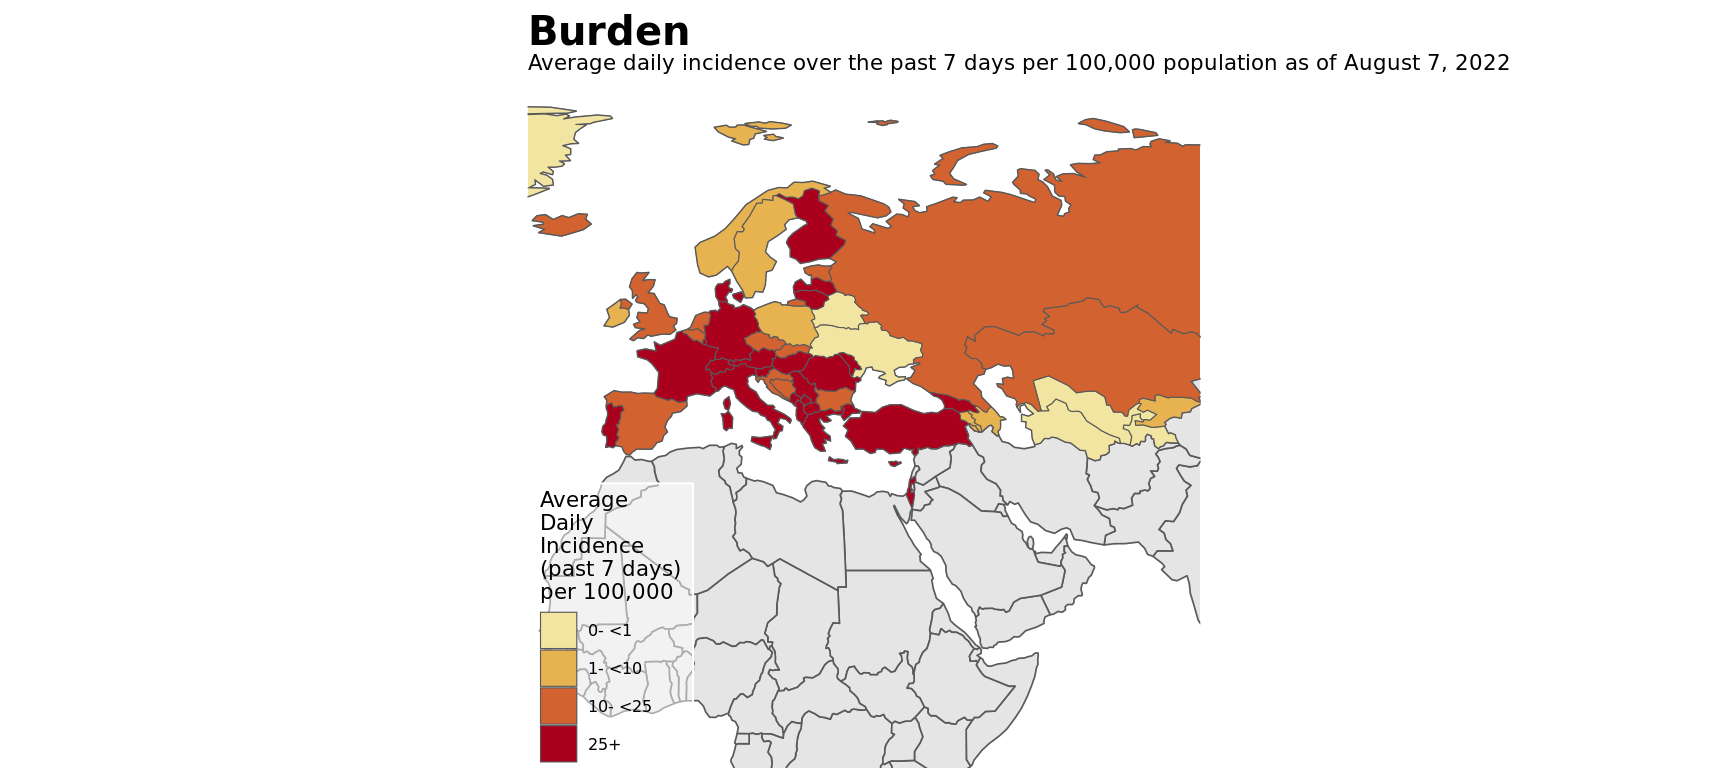 Burden
Average daily incidence over the past 7 days per 100,000 population as of August 7, 2022
Average
Daily
Incidence
(past 7 days)
per 100,000
0- <1
1- <10
10- <25
25+